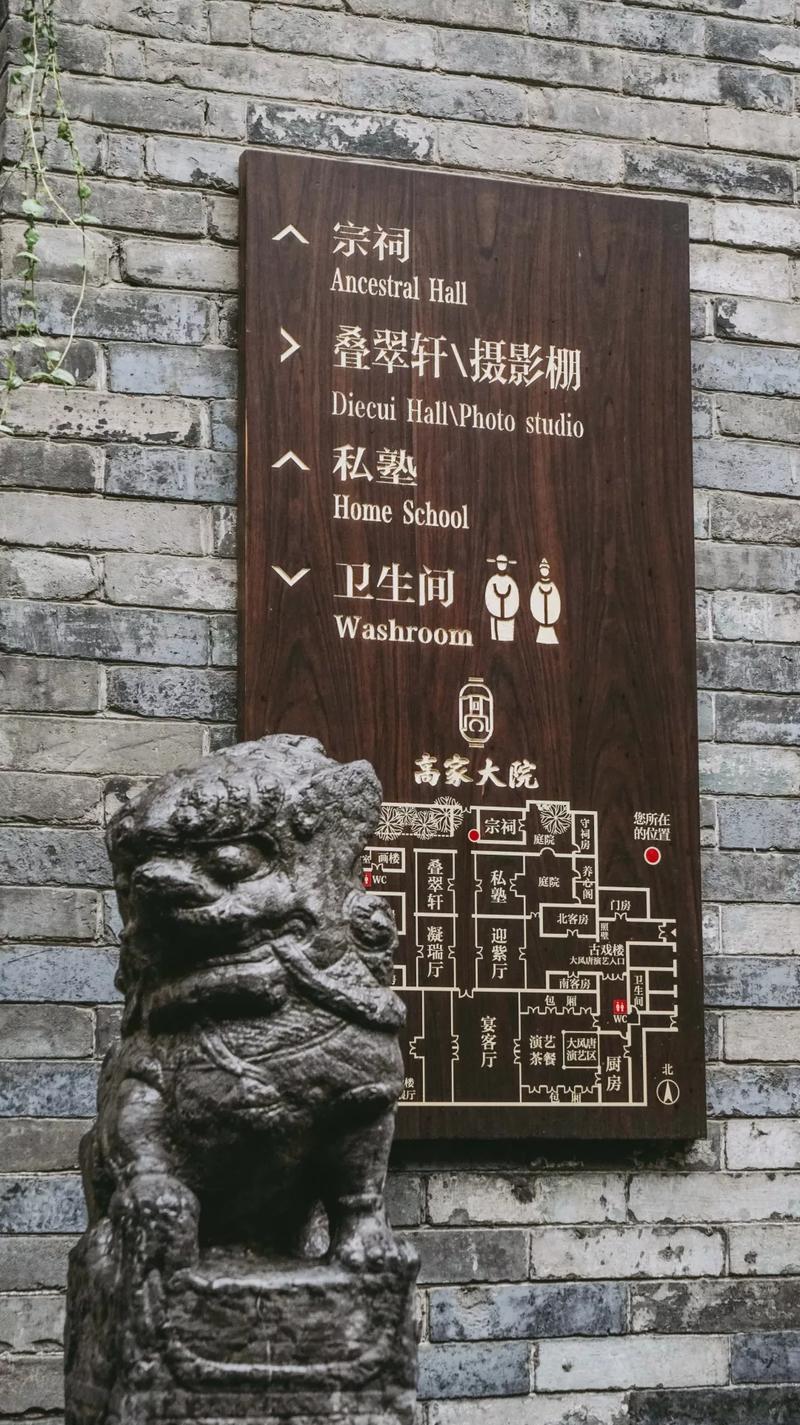 宗祠
Ancestral Hall
叠翠轩\摄影棚
Diecui Hall\Photo studio
私塾
Home School
卫生间
Washroom
高家大院
您所在
的位置
宗祠
庭院
守祠房
画楼
WC
叠翠轩
私塾
庭院
养心阁
门房
北客房
照壁
凝瑞厅
迎紫厅
古戏楼
大风唐演艺入口
南客房
卫生间
包厢
WC
宴客厅
演艺
茶餐
大风唐
演艺区
厨房
包厢
楼
厅
北